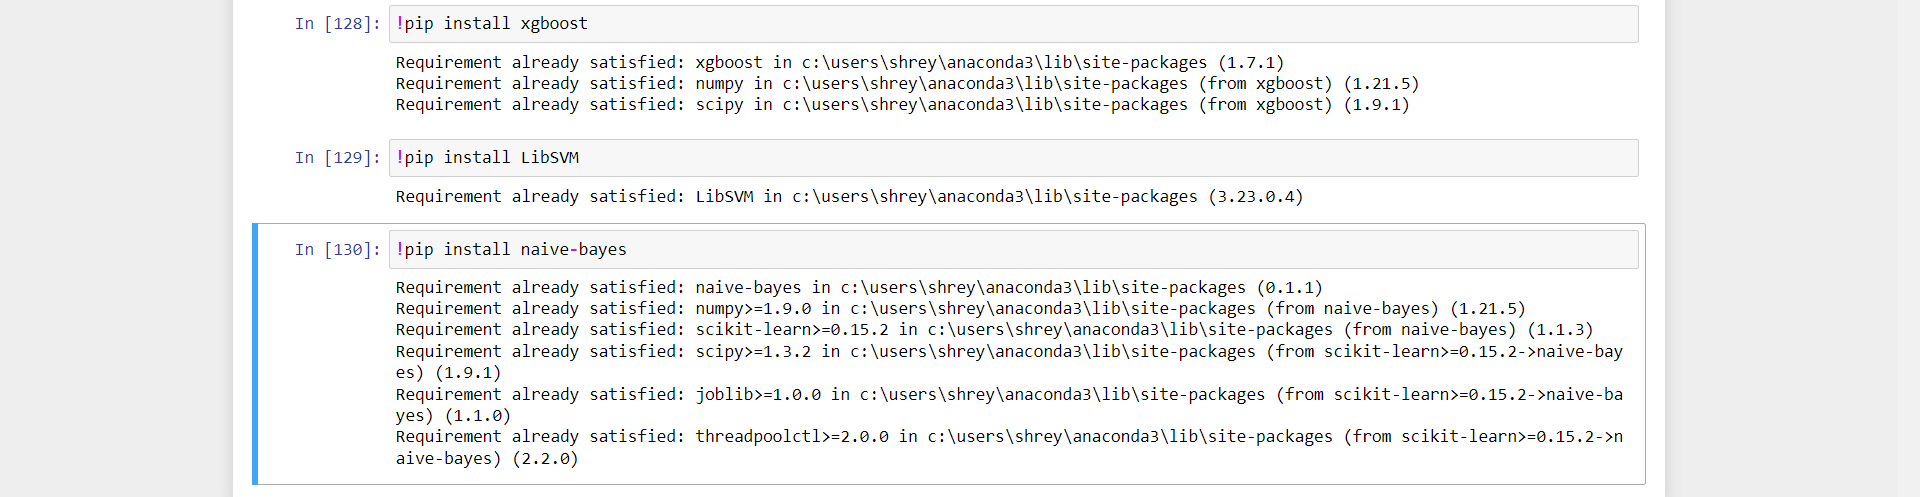 In [128]: !pip install xgboost
Requirement already satisfied: xgboost in c:\users\shrey\anaconda3\lib\site-packages (1.7.1)
Requirement already satisfied: numpy in c:\users\shrey\anaconda3\lib\site-packages (from xgboost) (1.21.5)
Requirement already satisfied: scipy in c:\users\shrey\anaconda3\lib\site-packages (from xgboost) (1.9.1)
In [129]: !pip install LibSVM
Requirement already satisfied: LibSVM in c:\users\shrey\anaconda3\lib\site-packages (3.23.0.4)
In [130]: !pip install naive-bayes
Requirement already satisfied: naive-bayes in c:\users\shrey\anaconda3\lib\site-packages (0.1.1)
Requirement already satisfied: numpy>=1.9.0 in c:\users\shrey\anaconda3\lib\site-packages (from naive-bayes) (1.21.5)
Requirement already satisfied: scikit-learn>=0.15.2 in c:\users\shrey\anaconda3\lib\site-packages (from naive-bayes) (1.1.3)
Requirement already satisfied: scipy>=1.3.2 in c:\users\shrey\anaconda3\lib\site-packages (from scikit-learn>=0.15.2->naive-bay
es) (1.9.1)
Requirement already satisfied: joblib>=1.0.0 in c:\users\shrey\anaconda3\lib\site-packages (from scikit-learn>=0.15.2->naive-ba
yes) (1.1.0)
Requirement already satisfied: threadpoolctl>=2.0.0 in c:\users\shrey\anaconda3\lib\site-packages (from scikit-learn>=0.15.2->n
aive-bayes) (2.2.0)